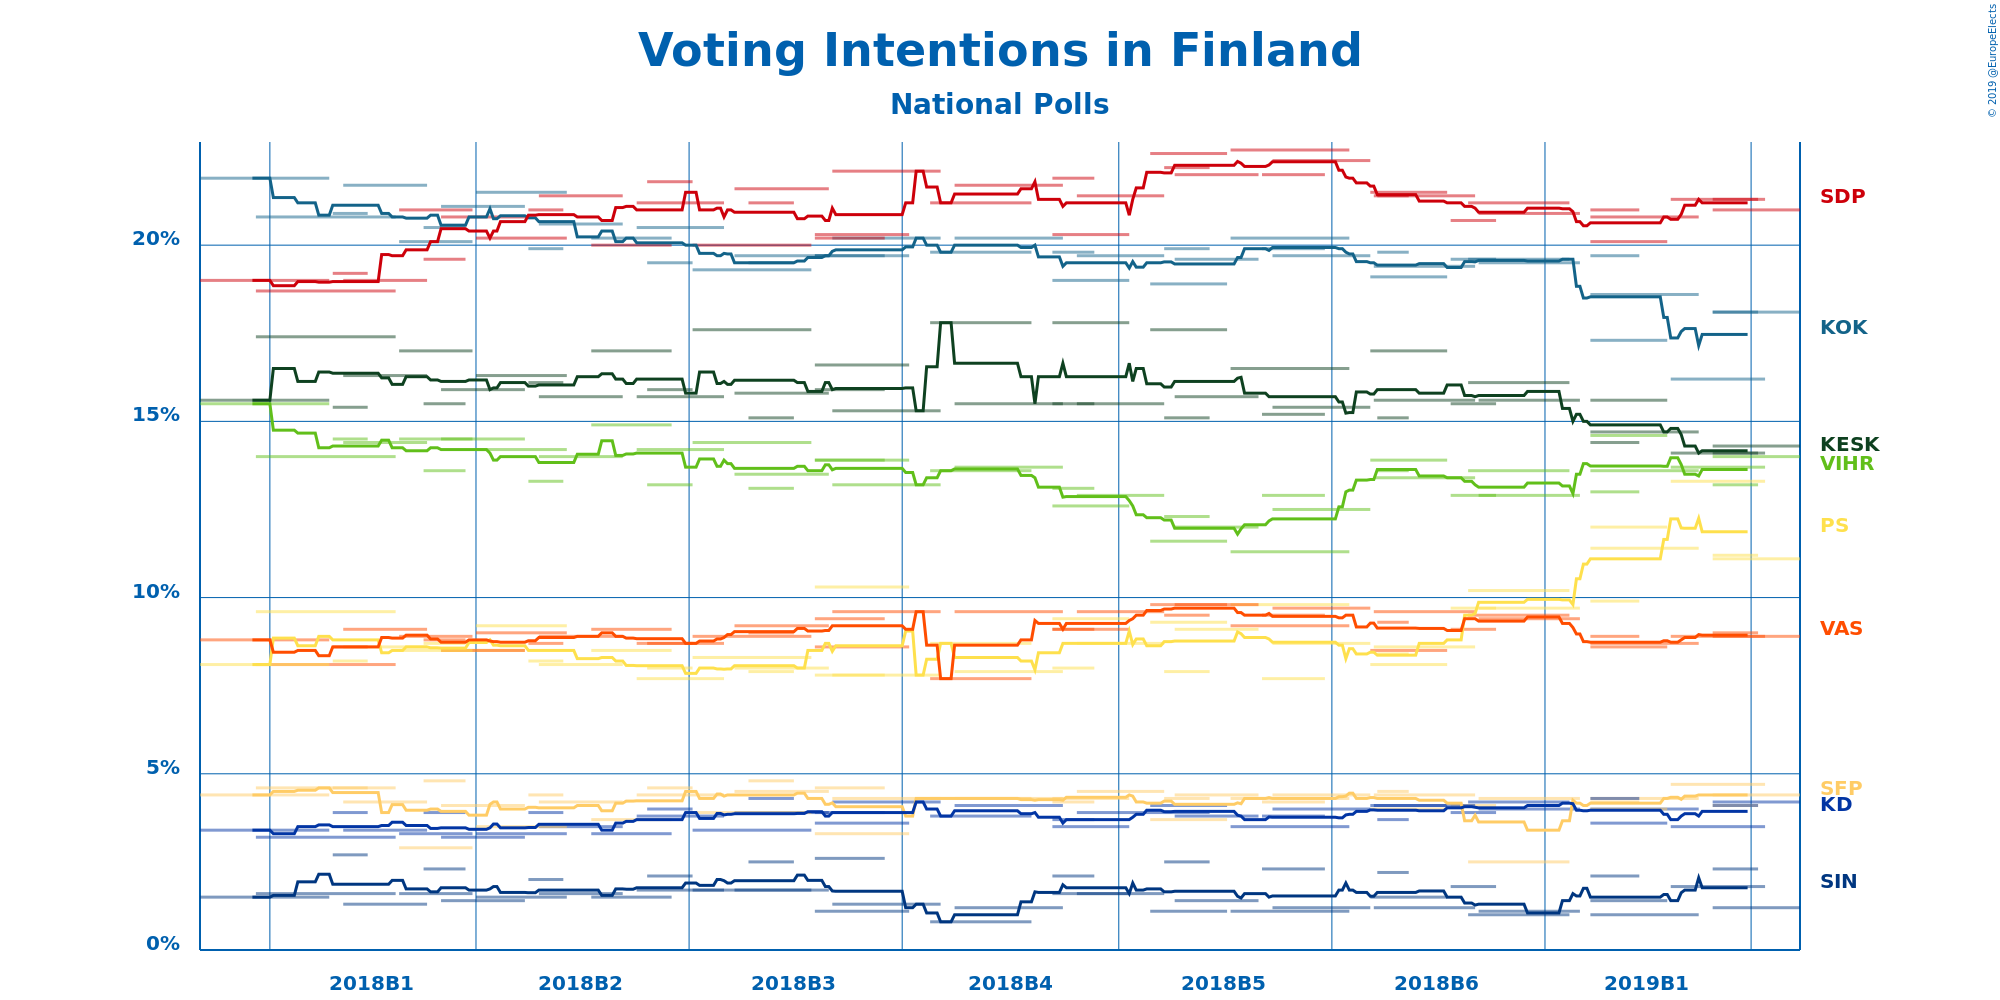 Voting Intentions in Finland
National Polls
© 2019 @EuropeElects
20%
15%
10%
5%
0%
SDP
KOK
KESK
VIHR
PS
VAS
SFP
KD
SIN
2018B1
2018B2
2018B3
2018B4
2018B5
2018B6
2019B1